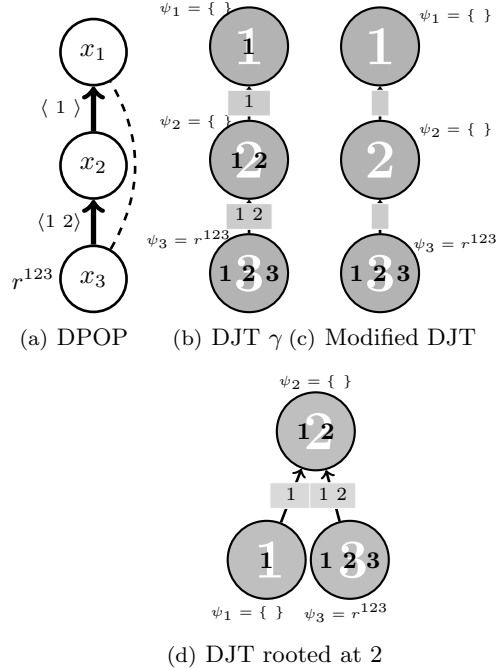 x₁
⟨ 1 ⟩
x₂
⟨1 2⟩
r¹²³
x₃
(a) DPOP
ψ₁ = { }
1
1
1
ψ₂ = { }
2
1 2
1 2
ψ₃ = r¹²³
3
1 2 3
(b) DJT γ
ψ₁ = { }
1
ψ₂ = { }
2
ψ₃ = r¹²³
3
1 2 3
(c) Modified DJT
ψ₂ = { }
2
1 2
1
1 2
1
1
3
1 2 3
ψ₁ = { }
ψ₃ = r¹²³
(d) DJT rooted at 2